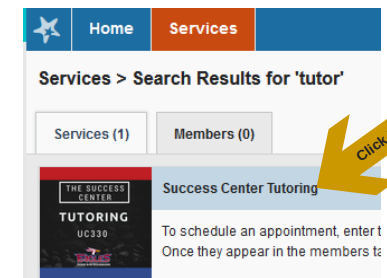 Home Services
Services > Search Results for 'tutor'
Services (1) Members (0)
Click
THE SUCCESS
CENTER
TUTORING
UC330
EAGLES
Success Center Tutoring
To schedule an appointment, enter
Once they appear in the members